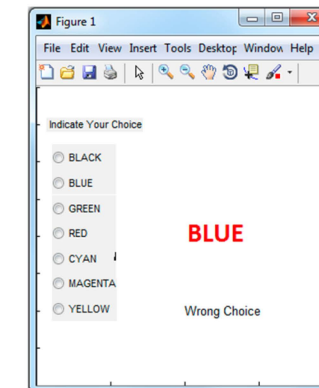 Figure 1
File Edit View Insert Tools Desktop Window Help
Indicate Your Choice
BLACK
BLUE
GREEN
RED
CYAN
MAGENTA
YELLOW
BLUE
Wrong Choice